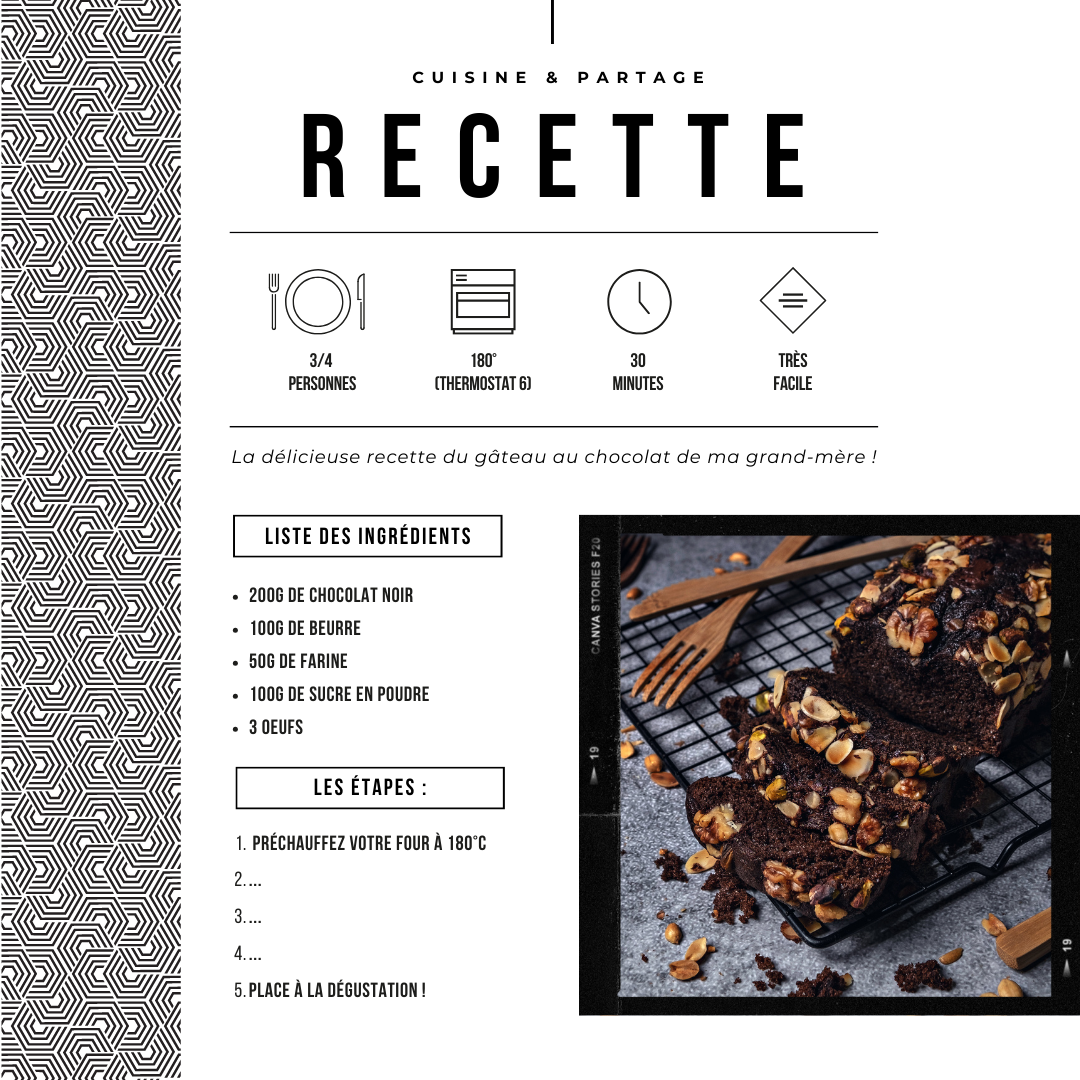 CUISINE & PARTAGE
RECETTE
3/4
PERSONNES
180°
(THERMOSTAT 6)
30
MINUTES
TRÈS
FACILE
La délicieuse recette du gâteau au chocolat de ma grand-mère !
LISTE DES INGRÉDIENTS
• 200G DE CHOCOLAT NOIR
• 100G DE BEURRE
• 50G DE FARINE
• 100G DE SUCRE EN POUDRE
• 3 OEUFS
LES ÉTAPES :
1. PRÉCHAUFFEZ VOTRE FOUR À 180°C
2. ...
3. ...
4. ...
5. PLACE À LA DÉGUSTATION !
CANVA STORIES F20
19
19